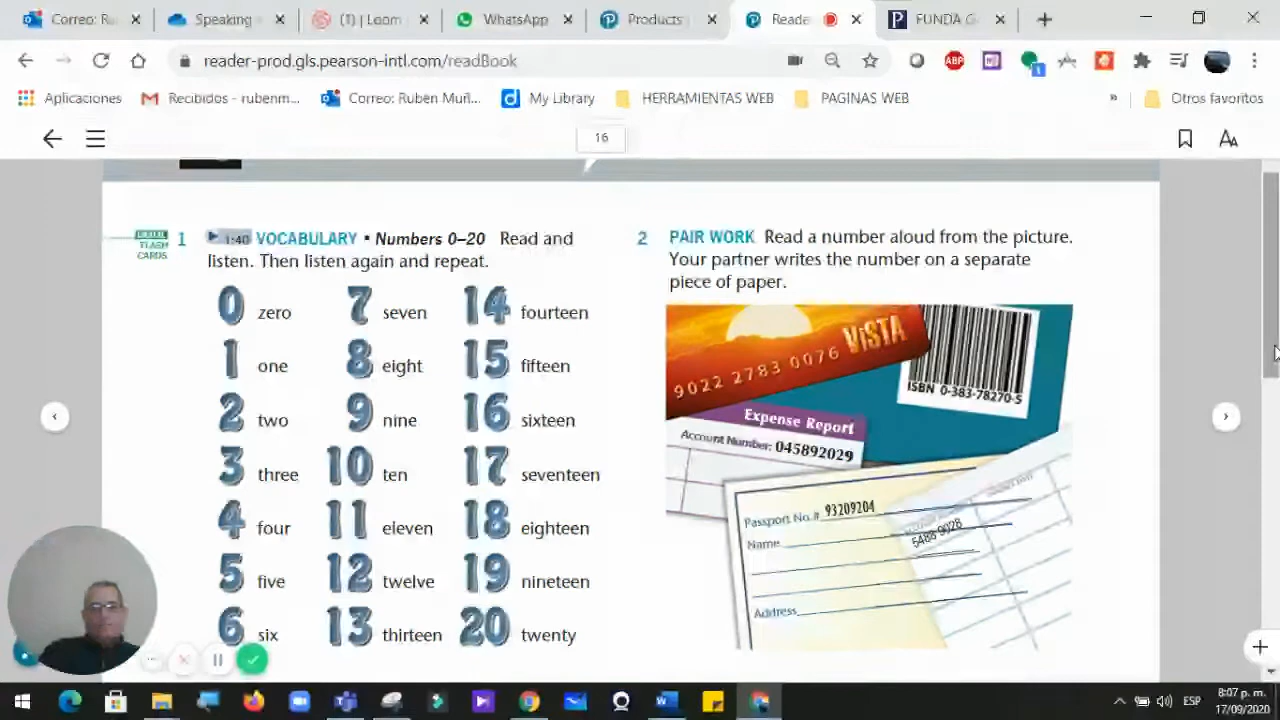 Correo: Ru
Speaking
(T) | Loom
WhatsApp
Products
Reade
FUNDA G
reader-prod.gls.pearson-intl.com/readBook
ABP
Aplicaciones
Recibidos - rubenm...
Correo: Ruben Muñ...
My Library
HERRAMIENTAS WEB
PAGINAS WEB
»
Otros favoritos
16
DIGITAL
FLASH
CARDS
1 1:40 VOCABULARY • Numbers 0–20 Read and
listen. Then listen again and repeat.
0 zero 7 seven 14 fourteen
1 one 8 eight 15 fifteen
2 two 9 nine 16 sixteen
3 three 10 ten 17 seventeen
4 four 11 eleven 18 eighteen
5 five 12 twelve 19 nineteen
6 six 13 thirteen 20 twenty
2 PAIR WORK Read a number aloud from the picture.
Your partner writes the number on a separate
piece of paper.
VISTA
9022 2783 0076
ISBN 0-383-78270-5
Expense Report
Account Number: 045892029
Passport No.# 93209204
Name
5488-9028
Address
ESP
8:07 p. m.
17/09/2020